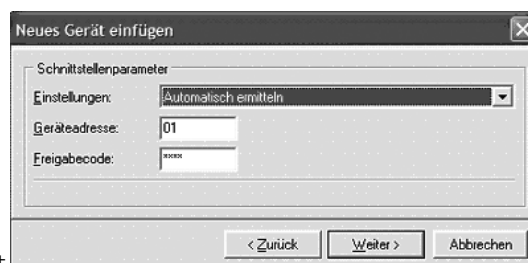 Neues Gerät einfügen
Schnittstellenparameter
Einstellungen: Automatisch ermitteln
Geräteadresse: 01
Freigabecode: ****
< Zurück Weiter > Abbrechen